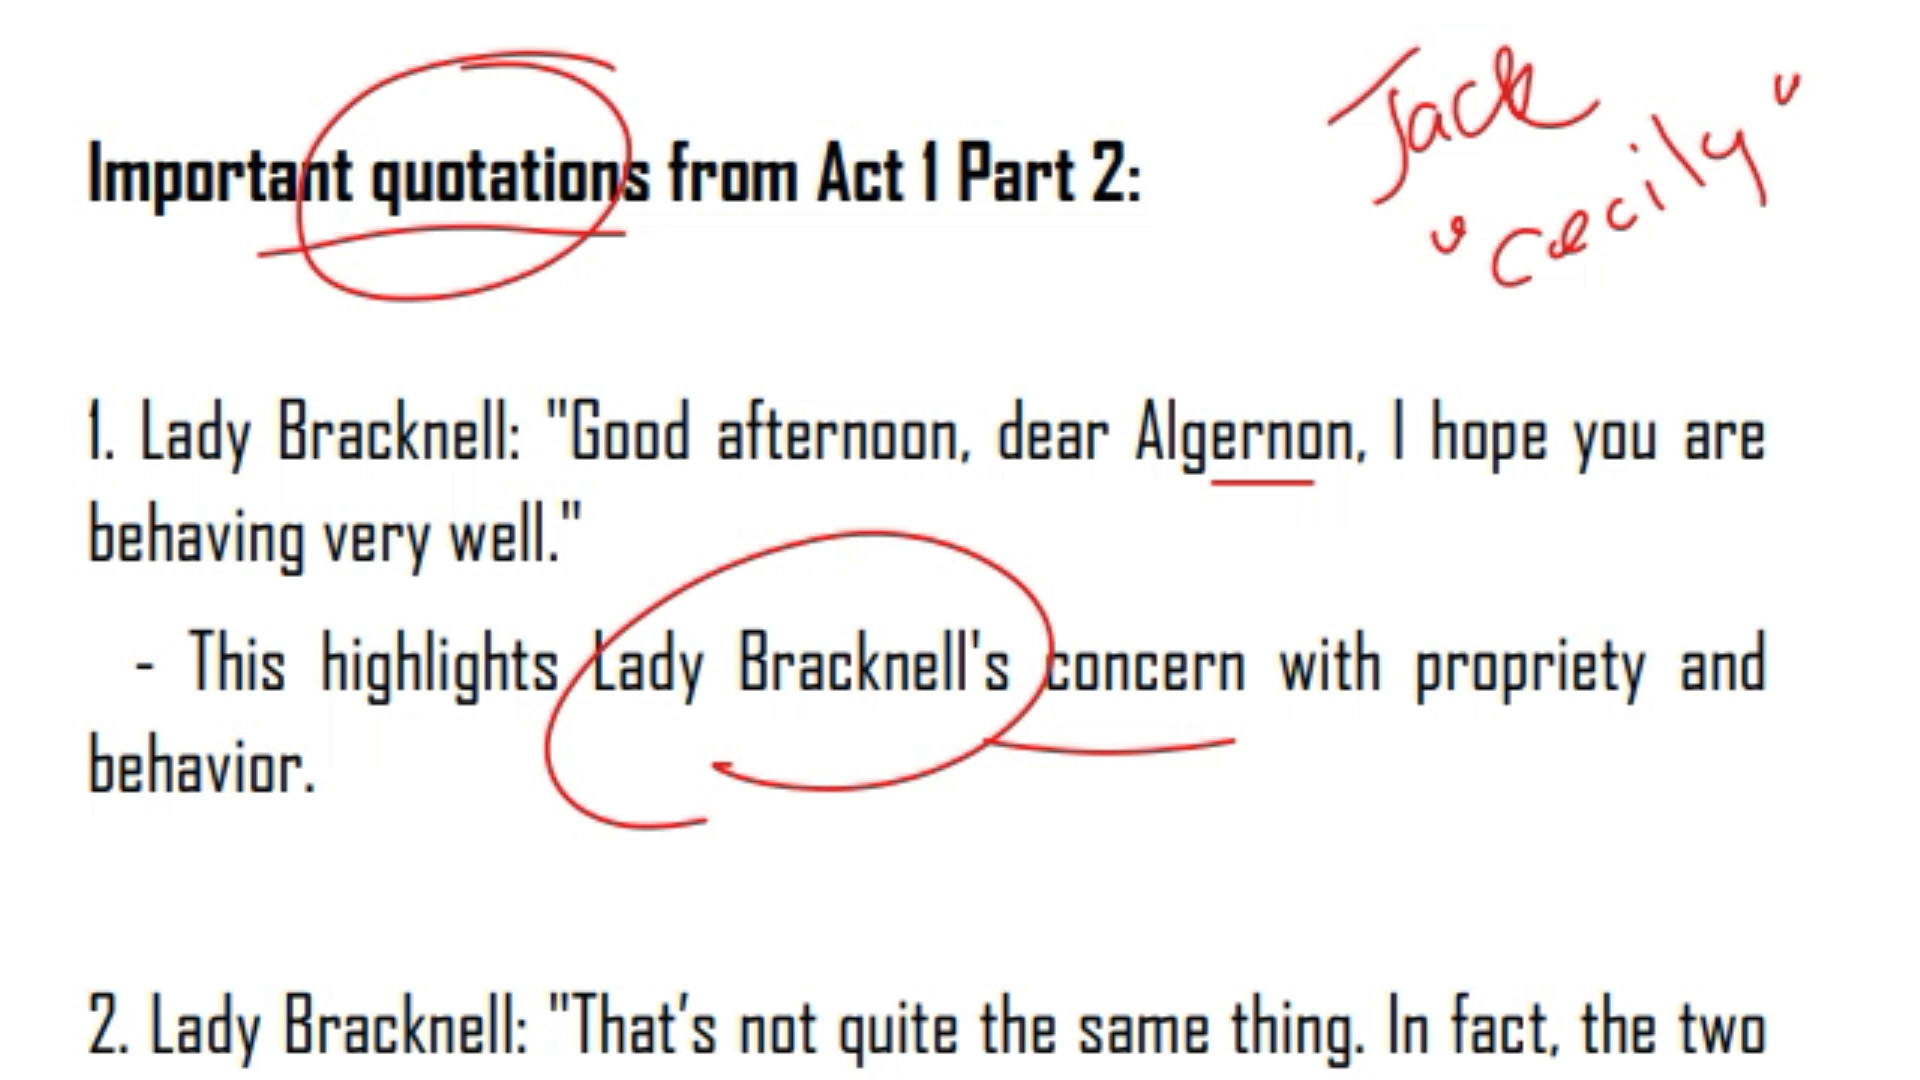 Important quotations from Act 1 Part 2:
Jack
"Cecily"
1. Lady Bracknell: "Good afternoon, dear Algernon, I hope you are
behaving very well."
- This highlights Lady Bracknell's concern with propriety and
behavior.
2. Lady Bracknell: "That’s not quite the same thing. In fact, the two